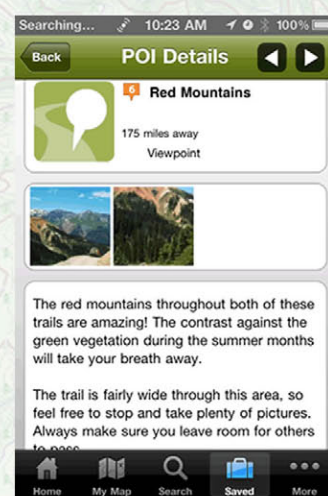 Searching... 10:23 AM 100%
Back POI Details
6 Red Mountains
175 miles away
Viewpoint
The red mountains throughout both of these
trails are amazing! The contrast against the
green vegetation during the summer months
will take your breath away.
The trail is fairly wide through this area, so
feel free to stop and take plenty of pictures.
Always make sure you leave room for others
to pass
Home My Map Search Saved More